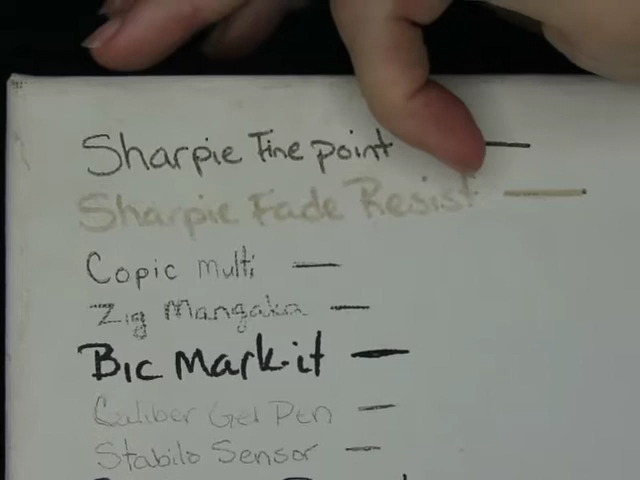 Sharpie Fine point
Sharpie Fade Resist
Copic multi
Zig Mangaka
Bic Mark-it
Caliber Gel Pen
Stabilo Sensor